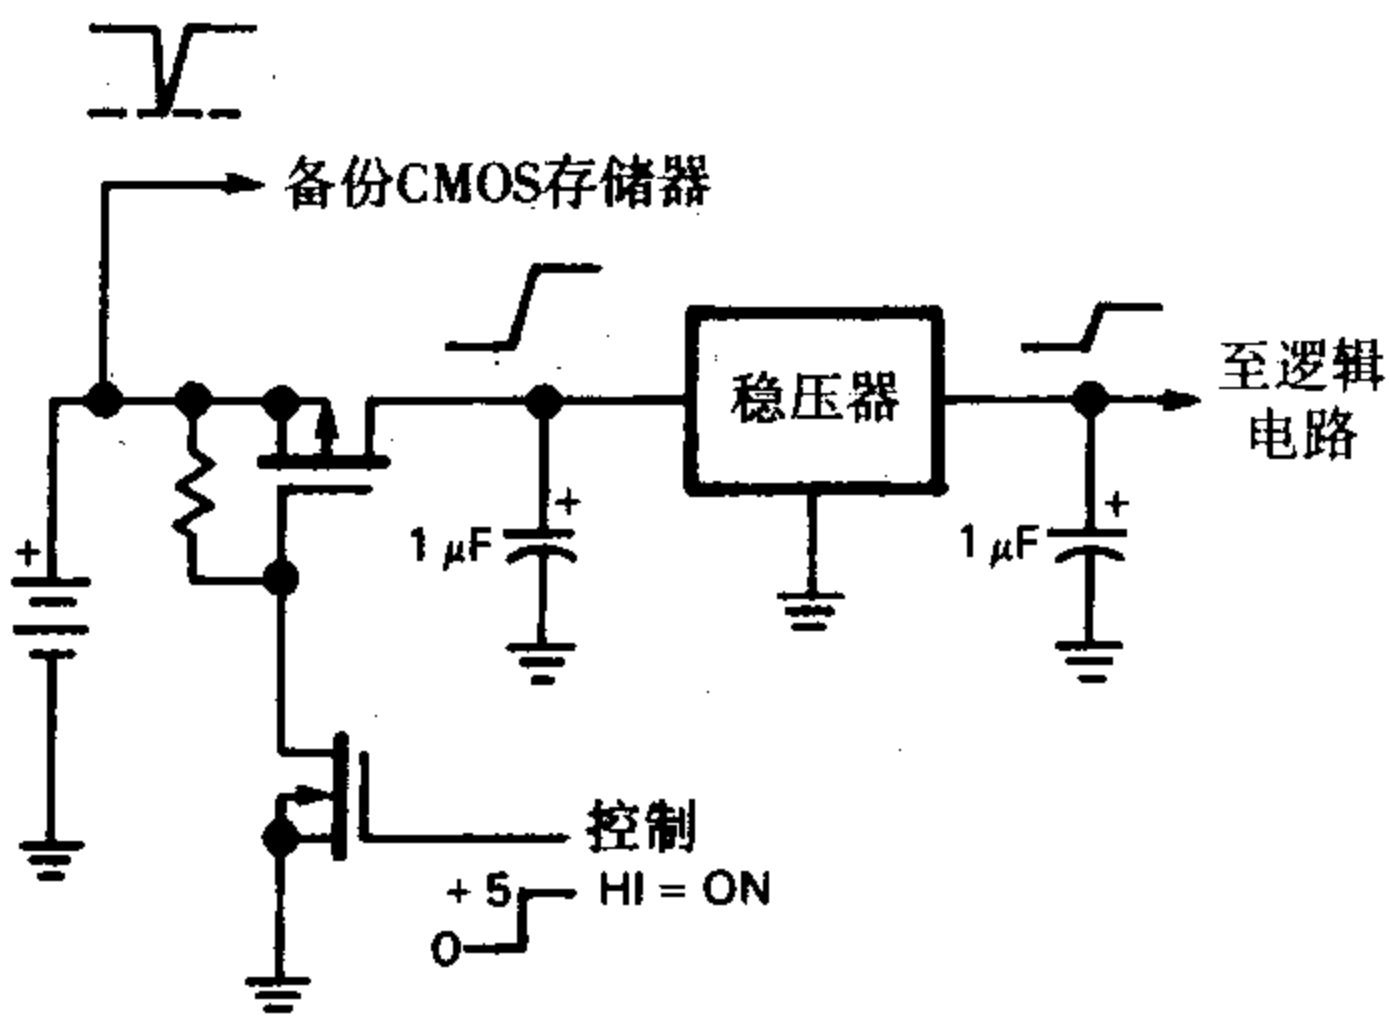 备份CMOS存储器
稳压器
至逻辑
电路
+
1 μF
+
1 μF
+
控制
+ 5
HI = ON
0